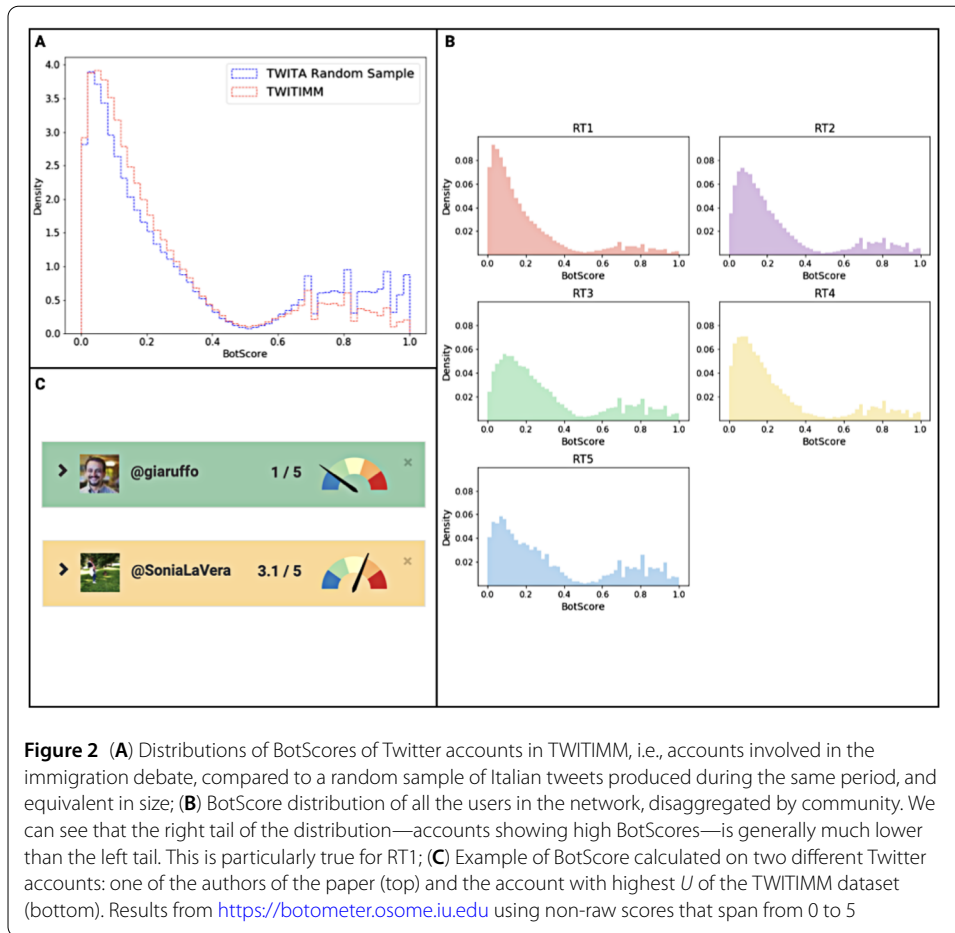 A
TWITA Random Sample
TWITIMM
4.0
3.5
3.0
2.5
2.0
1.5
1.0
0.5
0.0
Density
0.0 0.2 0.4 0.6 0.8 1.0
BotScore
B
RT1
0.08
0.06
0.04
0.02
Density
0.0 0.2 0.4 0.6 0.8 1.0
BotScore
RT2
0.08
0.06
0.04
0.02
Density
0.0 0.2 0.4 0.6 0.8 1.0
BotScore
RT3
0.08
0.06
0.04
0.02
Density
0.0 0.2 0.4 0.6 0.8 1.0
BotScore
RT4
0.08
0.06
0.04
0.02
Density
0.0 0.2 0.4 0.6 0.8 1.0
BotScore
RT5
0.08
0.06
0.04
0.02
Density
0.0 0.2 0.4 0.6 0.8 1.0
BotScore
C
@giaruffo 1 / 5 ×
@SoniaLaVera 3.1 / 5 ×
Figure 2 (A) Distributions of BotScores of Twitter accounts in TWITIMM, i.e., accounts involved in the
immigration debate, compared to a random sample of Italian tweets produced during the same period, and
equivalent in size; (B) BotScore distribution of all the users in the network, disaggregated by community. We
can see that the right tail of the distribution—accounts showing high BotScores—is generally much lower
than the left tail. This is particularly true for RT1; (C) Example of BotScore calculated on two different Twitter
accounts: one of the authors of the paper (top) and the account with highest U of the TWITIMM dataset
(bottom). Results from https://botometer.osome.iu.edu using non-raw scores that span from 0 to 5